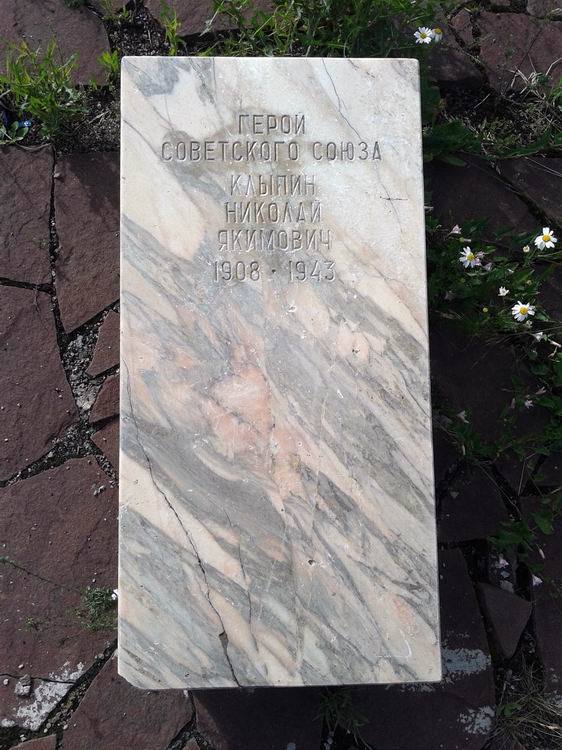 ГЕРОЙ
СОВЕТСКОГО СОЮЗА
КЛЫПИН
НИКОЛАЙ
ЯКИМОВИЧ
1908 · 1943